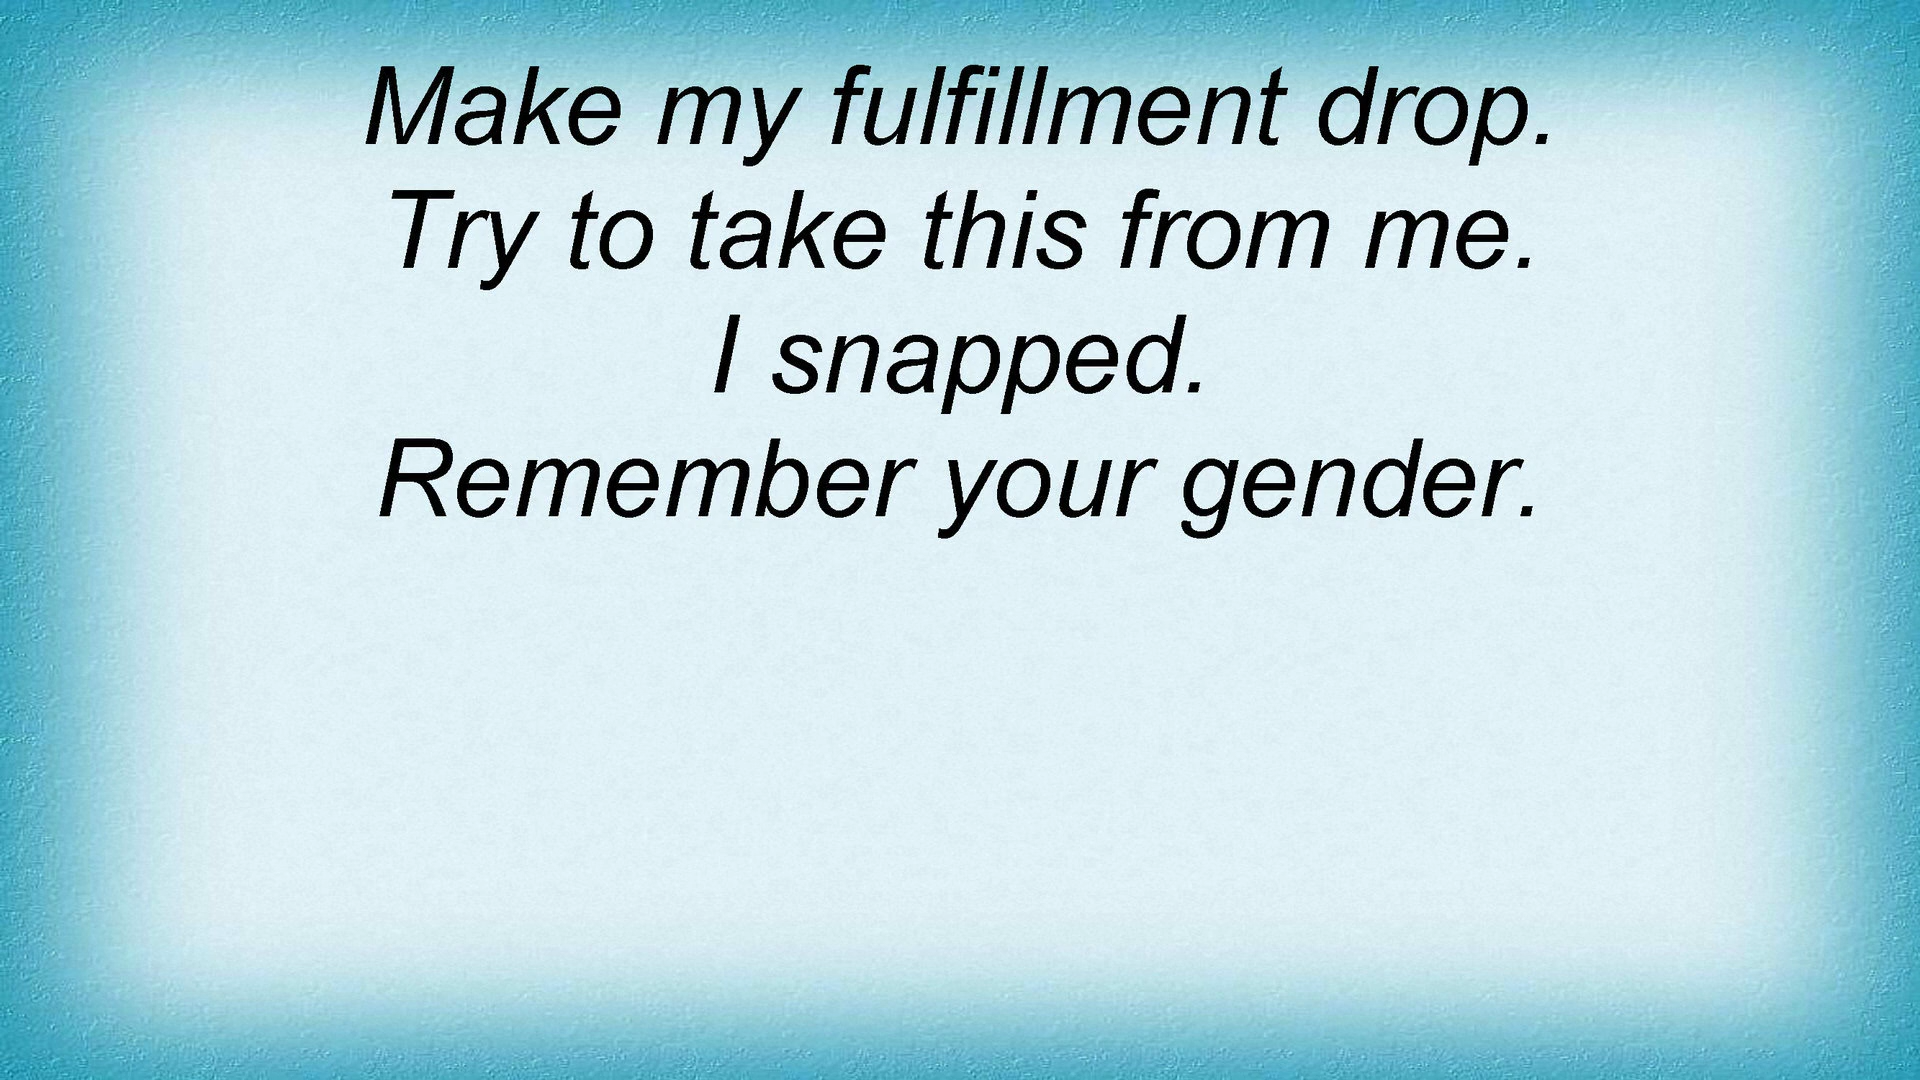 Make my fulfillment drop.
Try to take this from me.
I snapped.
Remember your gender.